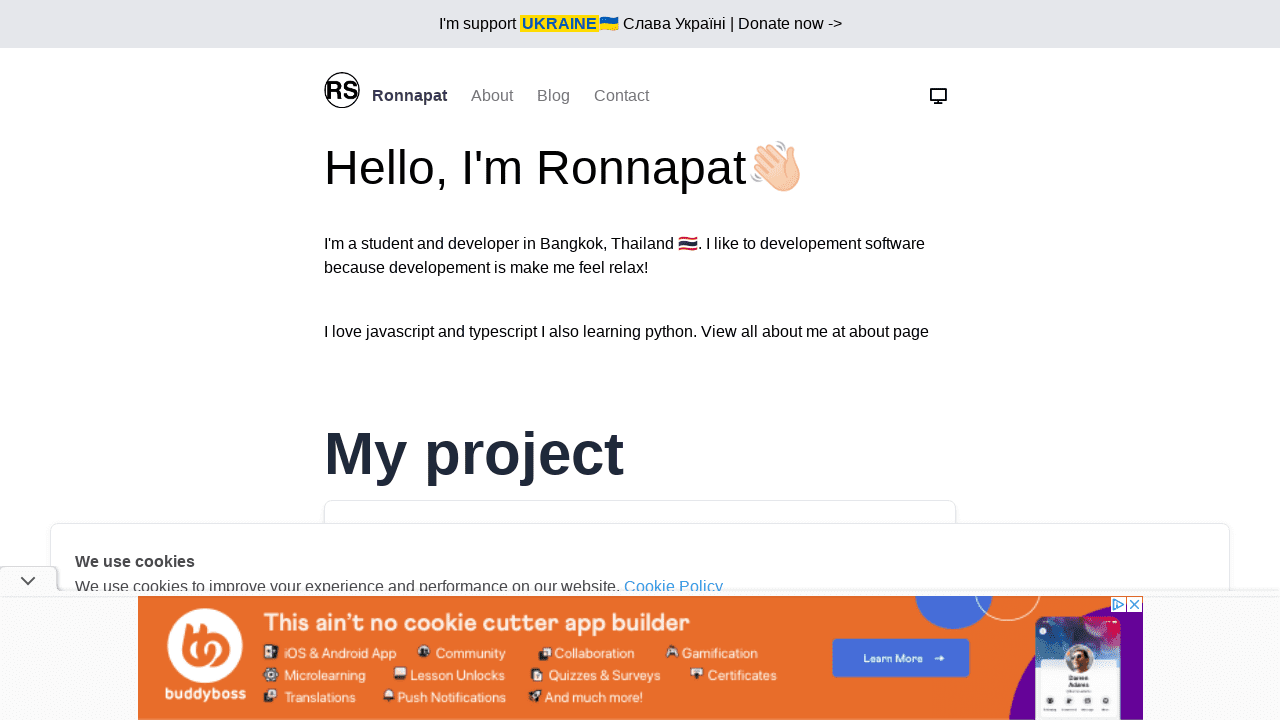 I'm support UKRAINE🇺🇦 Слава Україні | Donate now ->
RS Ronnapat About Blog Contact
Hello, I'm Ronnapat👋🏻
I'm a student and developer in Bangkok, Thailand 🇹🇭. I like to developement software
because developement is make me feel relax!
I love javascript and typescript I also learning python. View all about me at about page
My project
We use cookies
We use cookies to improve your experience and performance on our website. Cookie Policy
This ain't no cookie cutter app builder
iOS & Android App Community Collaboration Gamification
Microlearning Lesson Unlocks Quizzes & Surveys Certificates
Translations Push Notifications And much more!
buddyboss
Learn More →
Darren
Adams